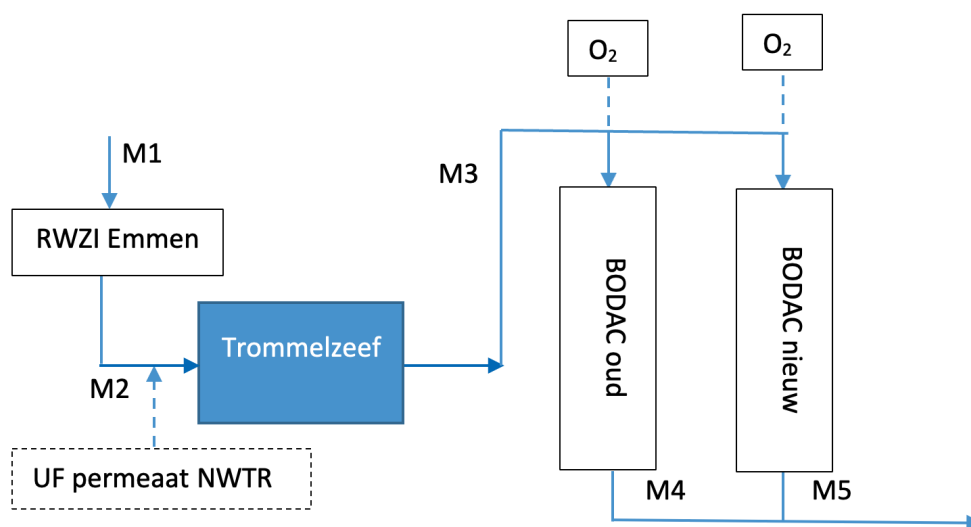 O₂
O₂
M1
M3
RWZI Emmen
BODAC oud
BODAC nieuw
Trommelzeef
M2
UF permeaat NWTR
M4
M5